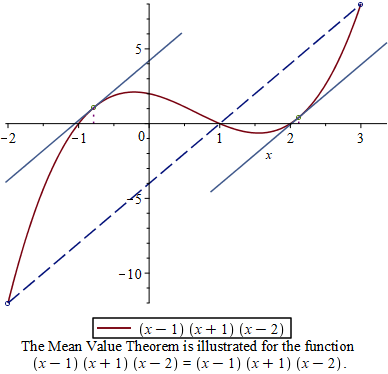 5
−2 −1 0 1 2 3
x
−5
−10
(x − 1) (x + 1) (x − 2)
The Mean Value Theorem is illustrated for the function
(x − 1) (x + 1) (x − 2) = (x − 1) (x + 1) (x − 2) .